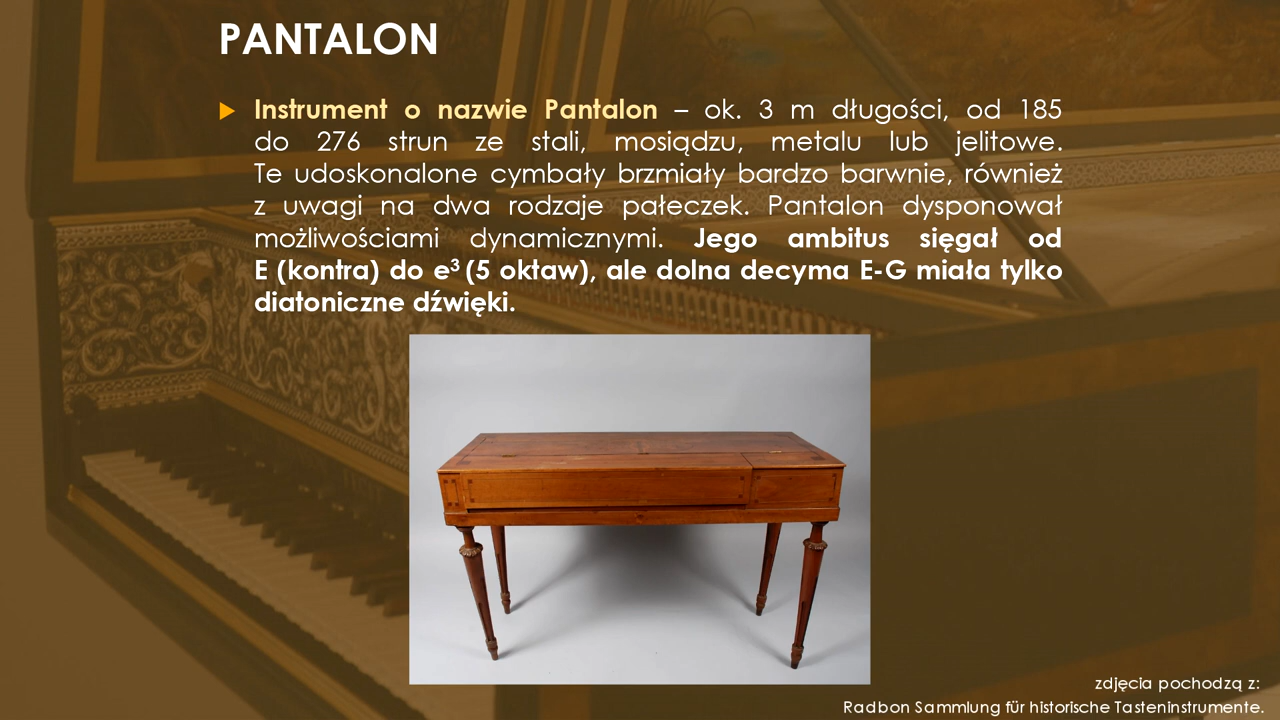 PANTALON
Instrument o nazwie Pantalon – ok. 3 m długości, od 185
do 276 strun ze stali, mosiądzu, metalu lub jelitowe.
Te udoskonalone cymbały brzmiały bardzo barwnie, również
z uwagi na dwa rodzaje pałeczek. Pantalon dysponował
możliwościami dynamicznymi. Jego ambitus sięgał od
E (kontra) do e³ (5 oktaw), ale dolna decyma E-G miała tylko
diatoniczne dźwięki.
zdjęcia pochodzą z:
Radbon Sammlung für historische Tasteninstrumente.